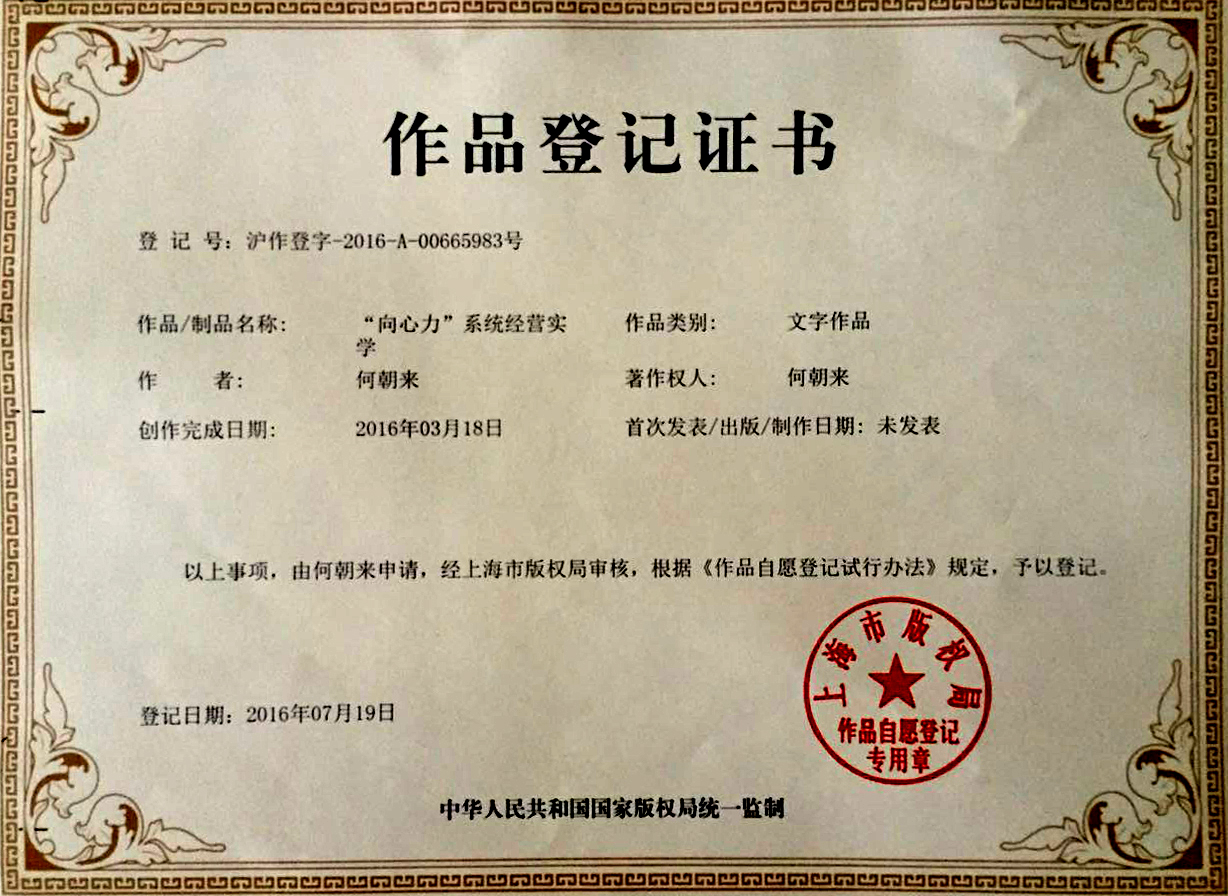 作品登记证书
登 记 号：沪作登字-2016-A-00665983号
作品/制品名称： “向心力”系统经营实 作品类别： 文字作品
学
作 者： 何朝来 著作权人： 何朝来
创作完成日期： 2016年03月18日 首次发表/出版/制作日期：未发表
以上事项，由何朝来申请，经上海市版权局审核，根据《作品自愿登记试行办法》规定，予以登记。
上海市版权局
作品自愿登记
专用章
登记日期：2016年07月19日
中华人民共和国国家版权局统一监制